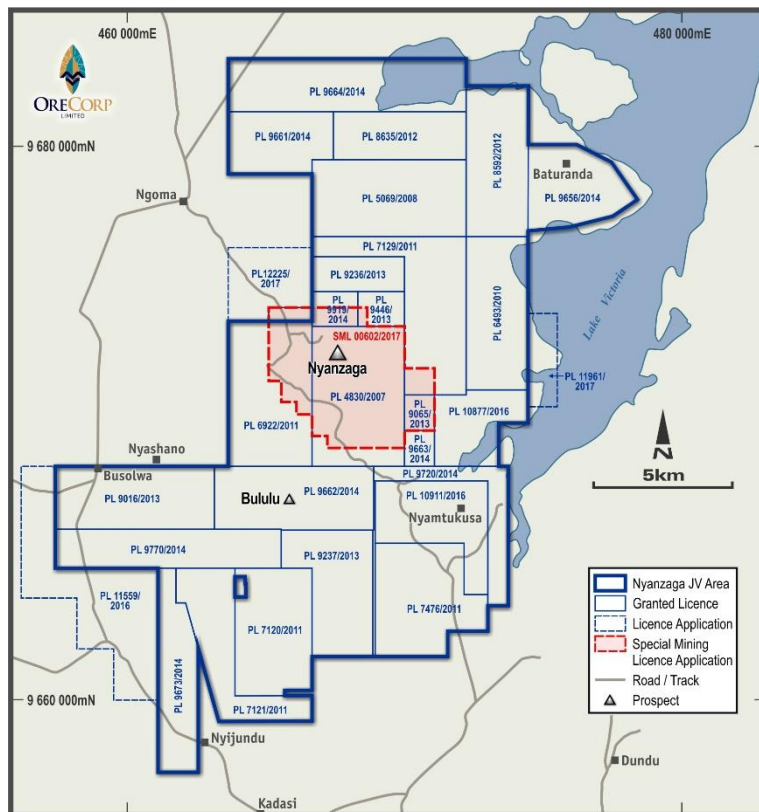 460 000mE
480 000mE
ORECORP
LIMITED
PL 9664/2014
PL 9661/2014
PL 8635/2012
PL 8592/2012
9 680 000mN
Baturanda
PL 9656/2014
Ngoma
PL 5069/2008
PL 7129/2011
PL12225/
2017
PL 9236/2013
PL
9919/
2014
PL
9446/
2013
PL 6493/2010
Lake Victoria
SML 00602/2017
Nyanzaga
PL 11961/
2017
PL 4830/2007
PL 6922/2011
PL
9065/
2013
PL 10877/2016
PL
9663/
2014
5km
Nyashano
Busolwa
PL 9720/2014
PL 9016/2013
Bululu
PL 9662/2014
PL 10911/2016
Nyamtukusa
PL 9770/2014
PL 9237/2013
PL 11559/
2016
PL 7120/2011
PL 7476/2011
PL 9673/2014
9 660 000mN
PL 7121/2011
Nyijundu
Kadasi
Dundu
Nyanzaga JV Area
Granted Licence
Licence Application
Special Mining
Licence Application
Road / Track
Prospect
N